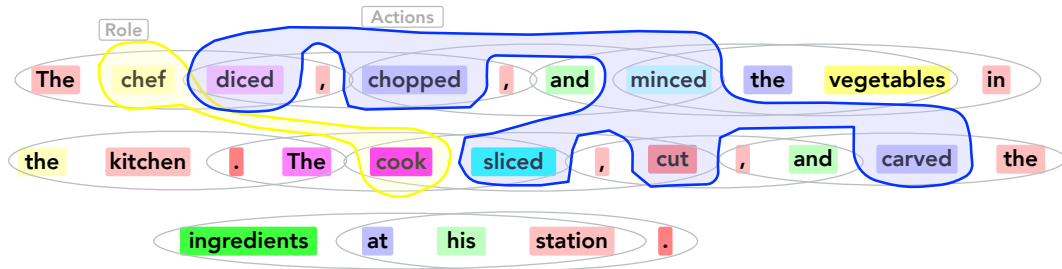 Role Actions
The chef diced , chopped , and minced the vegetables in
the kitchen . The cook sliced , cut , and carved the
ingredients at his station .